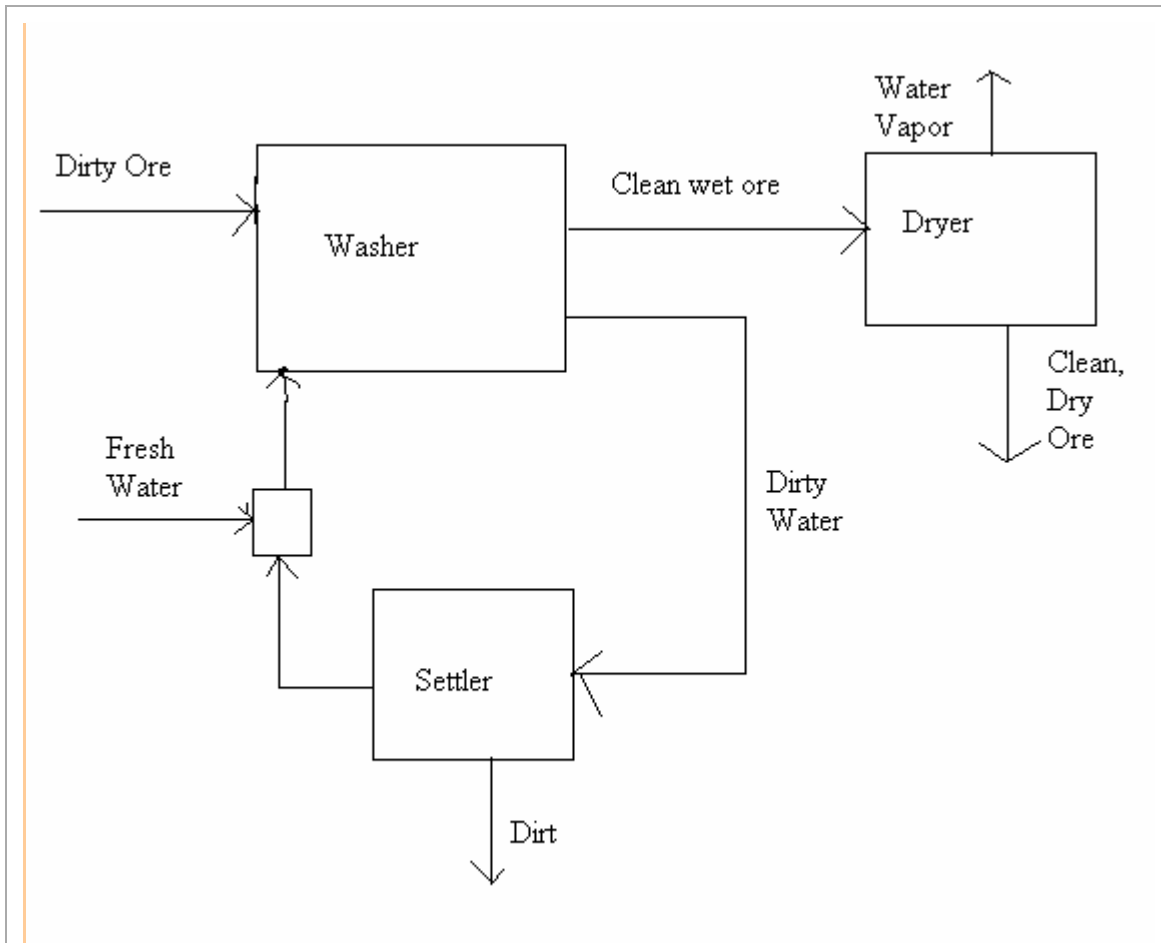 Water
Vapor
Dirty Ore
Clean wet ore
Washer
Dryer
Clean,
Dry
Ore
Fresh
Water
Dirty
Water
Settler
Dirt